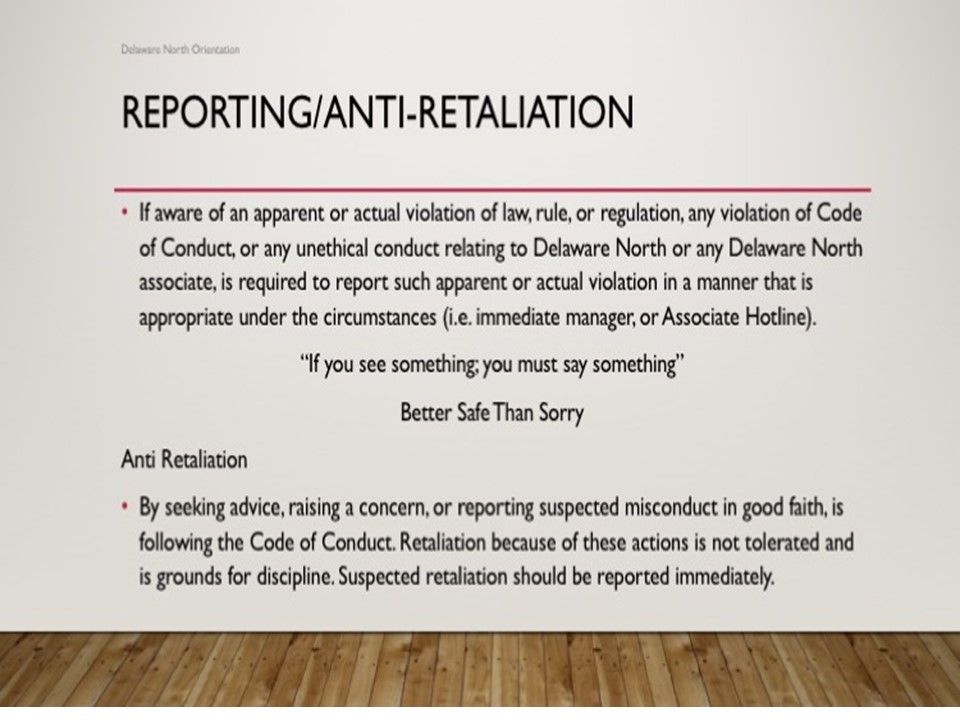 Delaware North Orientation
REPORTING/ANTI-RETALIATION
• If aware of an apparent or actual violation of law, rule, or regulation, any violation of Code
of Conduct, or any unethical conduct relating to Delaware North or any Delaware North
associate, is required to report such apparent or actual violation in a manner that is
appropriate under the circumstances (i.e. immediate manager, or Associate Hotline).
“If you see something; you must say something”
Better Safe Than Sorry
Anti Retaliation
• By seeking advice, raising a concern, or reporting suspected misconduct in good faith, is
following the Code of Conduct. Retaliation because of these actions is not tolerated and
is grounds for discipline. Suspected retaliation should be reported immediately.